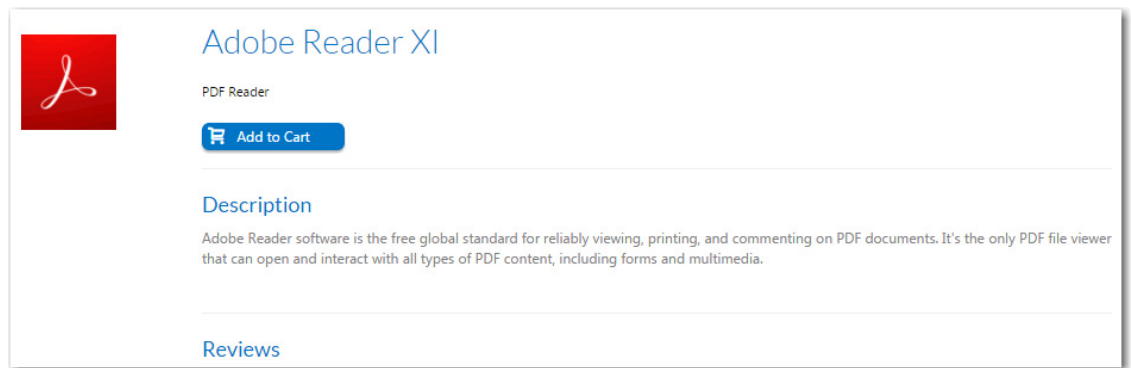 Adobe Reader XI
PDF Reader
Add to Cart
Description
Adobe Reader software is the free global standard for reliably viewing, printing, and commenting on PDF documents. It's the only PDF file viewer
that can open and interact with all types of PDF content, including forms and multimedia.
Reviews